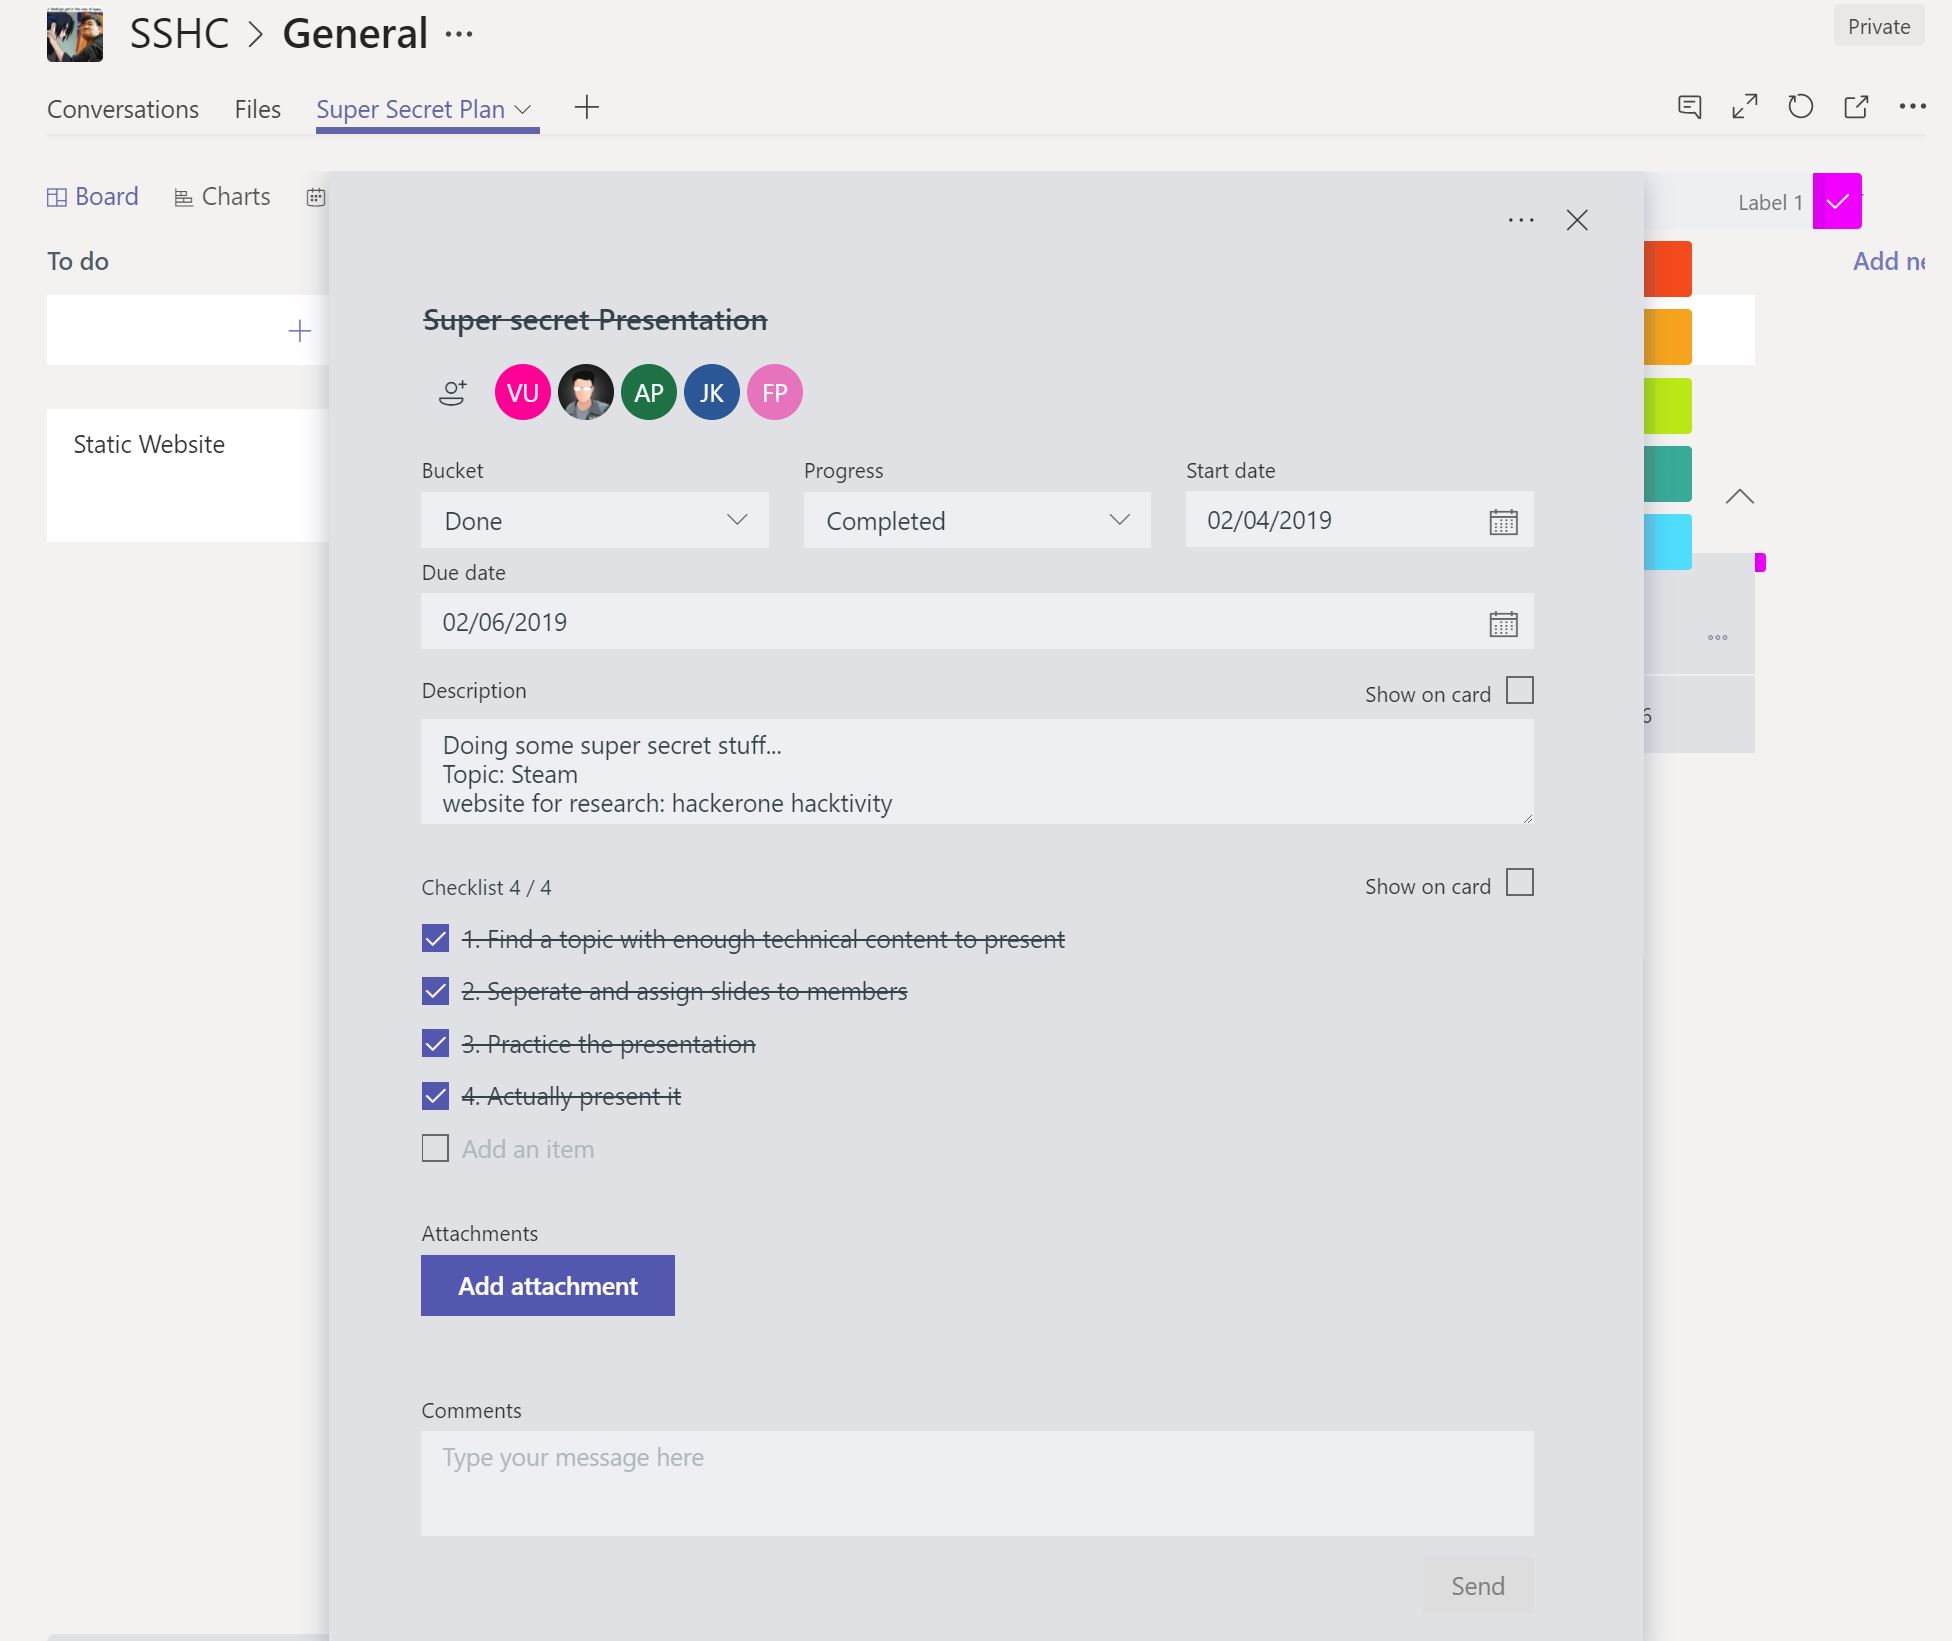 SSHC > General ...
Private
Conversations Files Super Secret Plan
Board Charts
Label 1
To do
Static Website
Super secret Presentation
VU AP JK FP
Bucket Progress Start date
Done Completed 02/04/2019
Due date
02/06/2019
Description Show on card
Doing some super secret stuff...
Topic: Steam
website for research: hackerone hacktivity
Checklist 4 / 4 Show on card
1. Find a topic with enough technical content to present
2. Seperate and assign slides to members
3. Practice the presentation
4. Actually present it
Add an item
Attachments
Add attachment
Comments
Type your message here
Send
Add
6